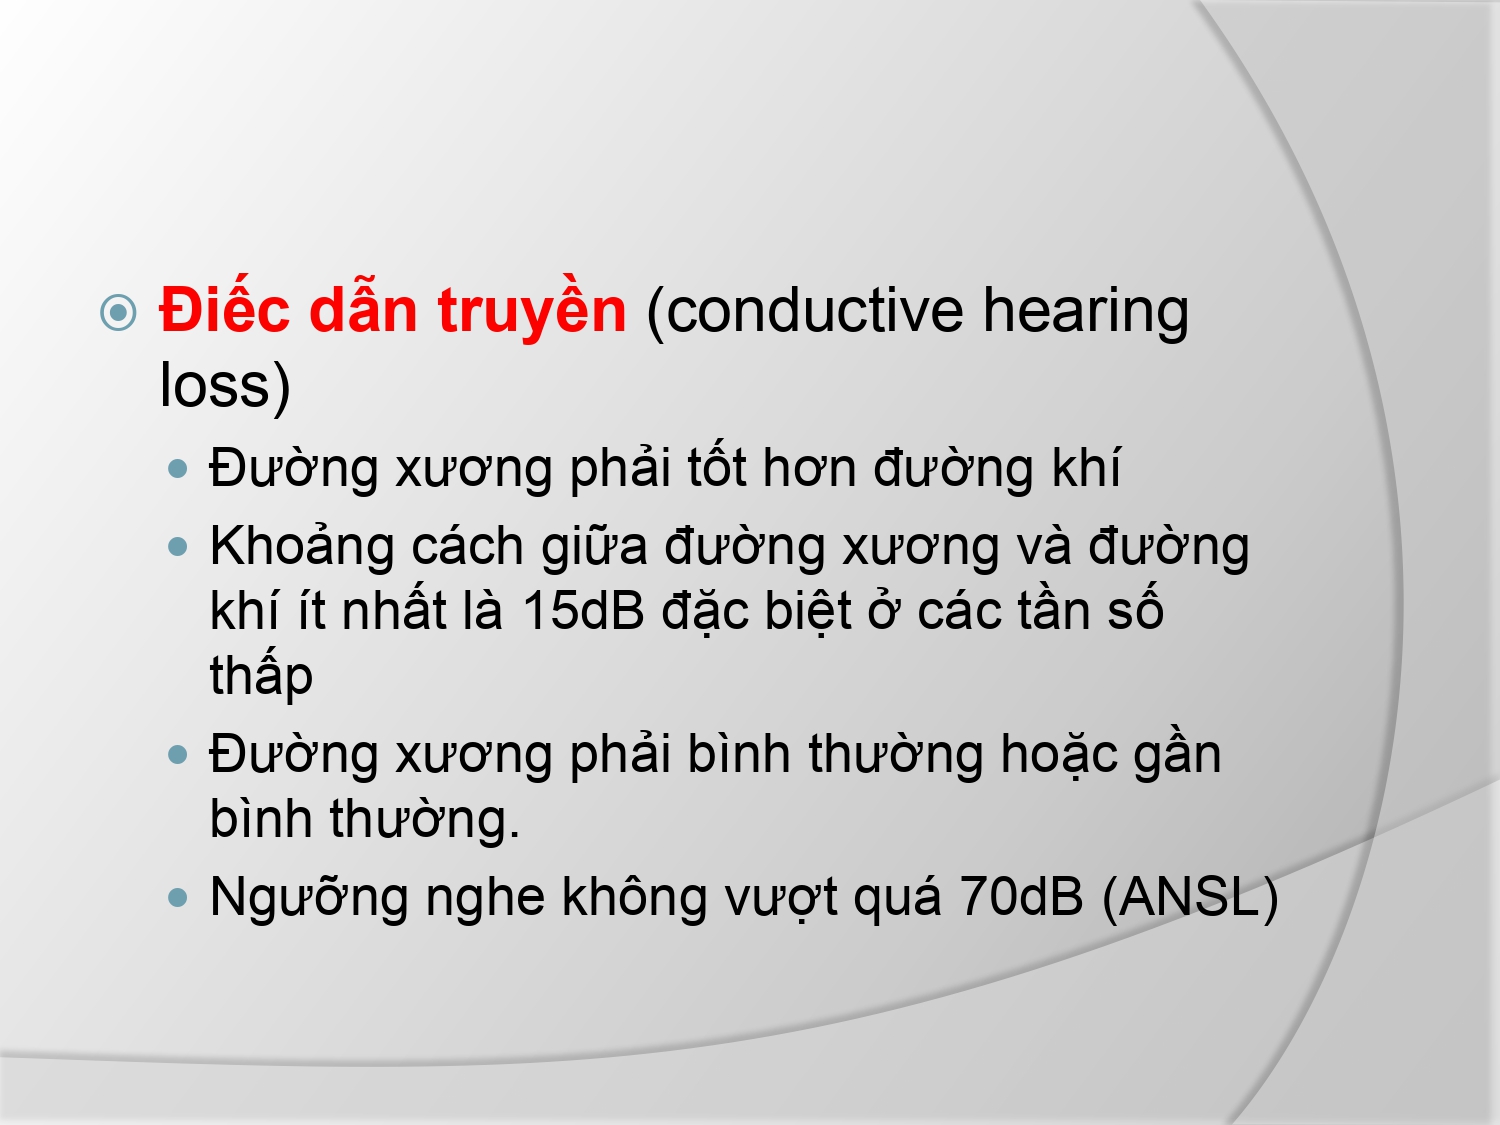 Điếc dẫn truyền (conductive hearing
loss)
Đường xương phải tốt hơn đường khí
Khoảng cách giữa đường xương và đường
khí ít nhất là 15dB đặc biệt ở các tần số
thấp
Đường xương phải bình thường hoặc gần
bình thường.
Ngưỡng nghe không vượt quá 70dB (ANSL)